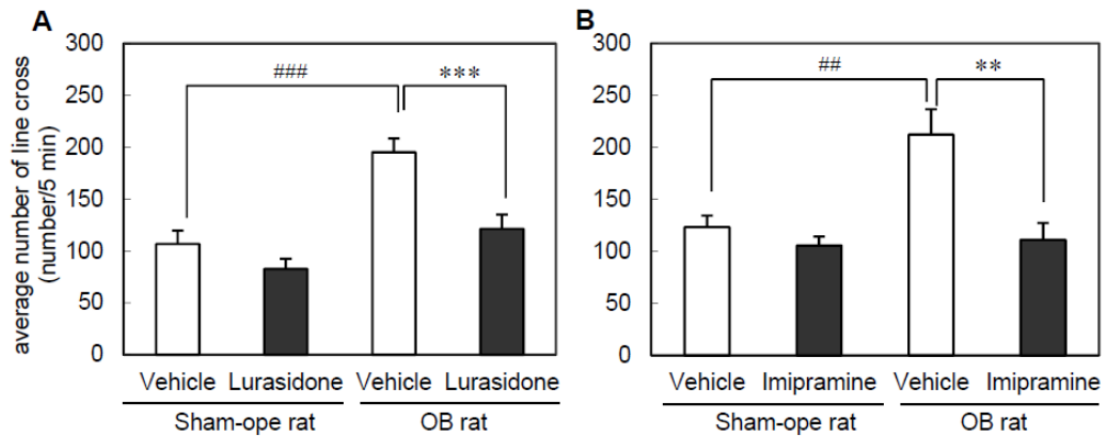 A
average number of line cross
(number/5 min)
300
250
200
150
100
50
0
###
***
Vehicle Lurasidone Vehicle Lurasidone
Sham-ope rat OB rat
B
300
250
200
150
100
50
0
##
**
Vehicle Imipramine Vehicle Imipramine
Sham-ope rat OB rat